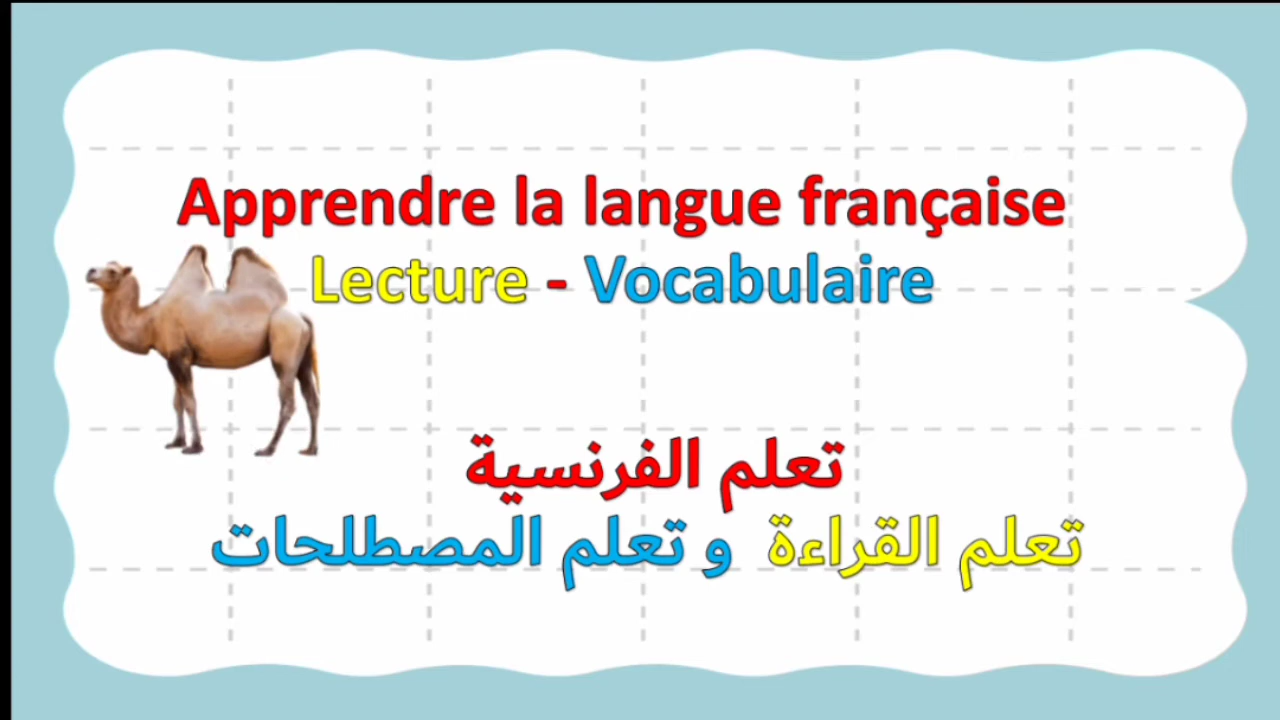 Apprendre la langue française
Lecture - Vocabulaire
تعلم الفرنسية
تعلم القراءة و تعلم المصطلحات